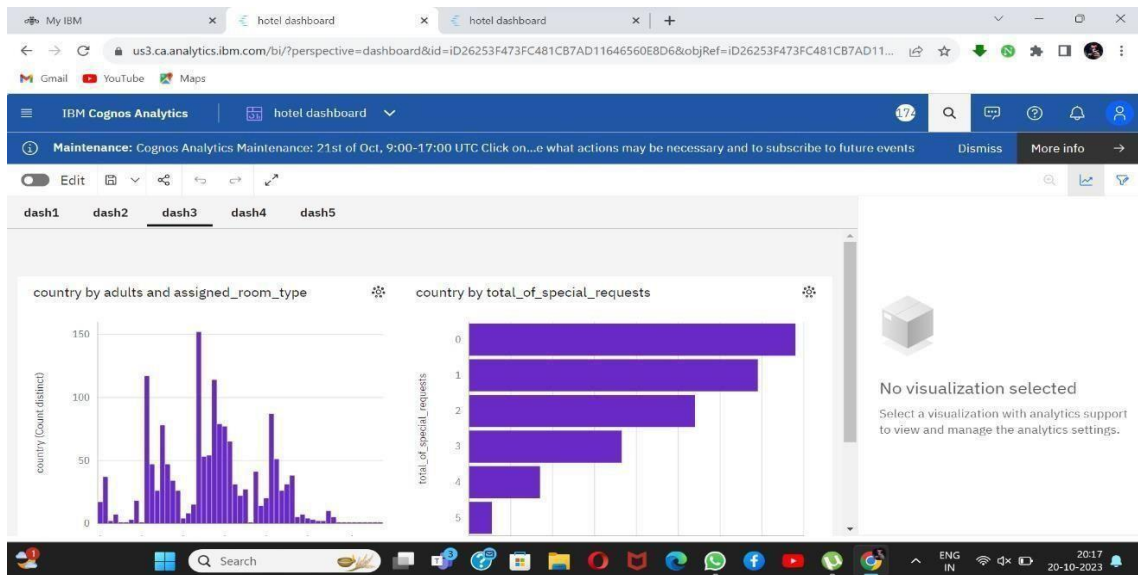 My IBM
hotel dashboard
hotel dashboard
us3.ca.analytics.ibm.com/bi/?perspective=dashboard&id=iD26253F473FC481CB7AD11646560E8D6&objRef=iD26253F473FC481CB7AD11...
Gmail YouTube Maps
IBM Cognos Analytics hotel dashboard 174
Maintenance: Cognos Analytics Maintenance: 21st of Oct, 9:00-17:00 UTC Click on...e what actions may be necessary and to subscribe to future events Dismiss More info
Edit
dash1 dash2 dash3 dash4 dash5
country by adults and assigned_room_type
150
100
50
0
country (Count distinct)
country by total_of_special_requests
0
1
2
3
4
5
total_of_special_requests
No visualization selected
Select a visualization with analytics support
to view and manage the analytics settings.
Search
ENG
IN
20:17
20-10-2023